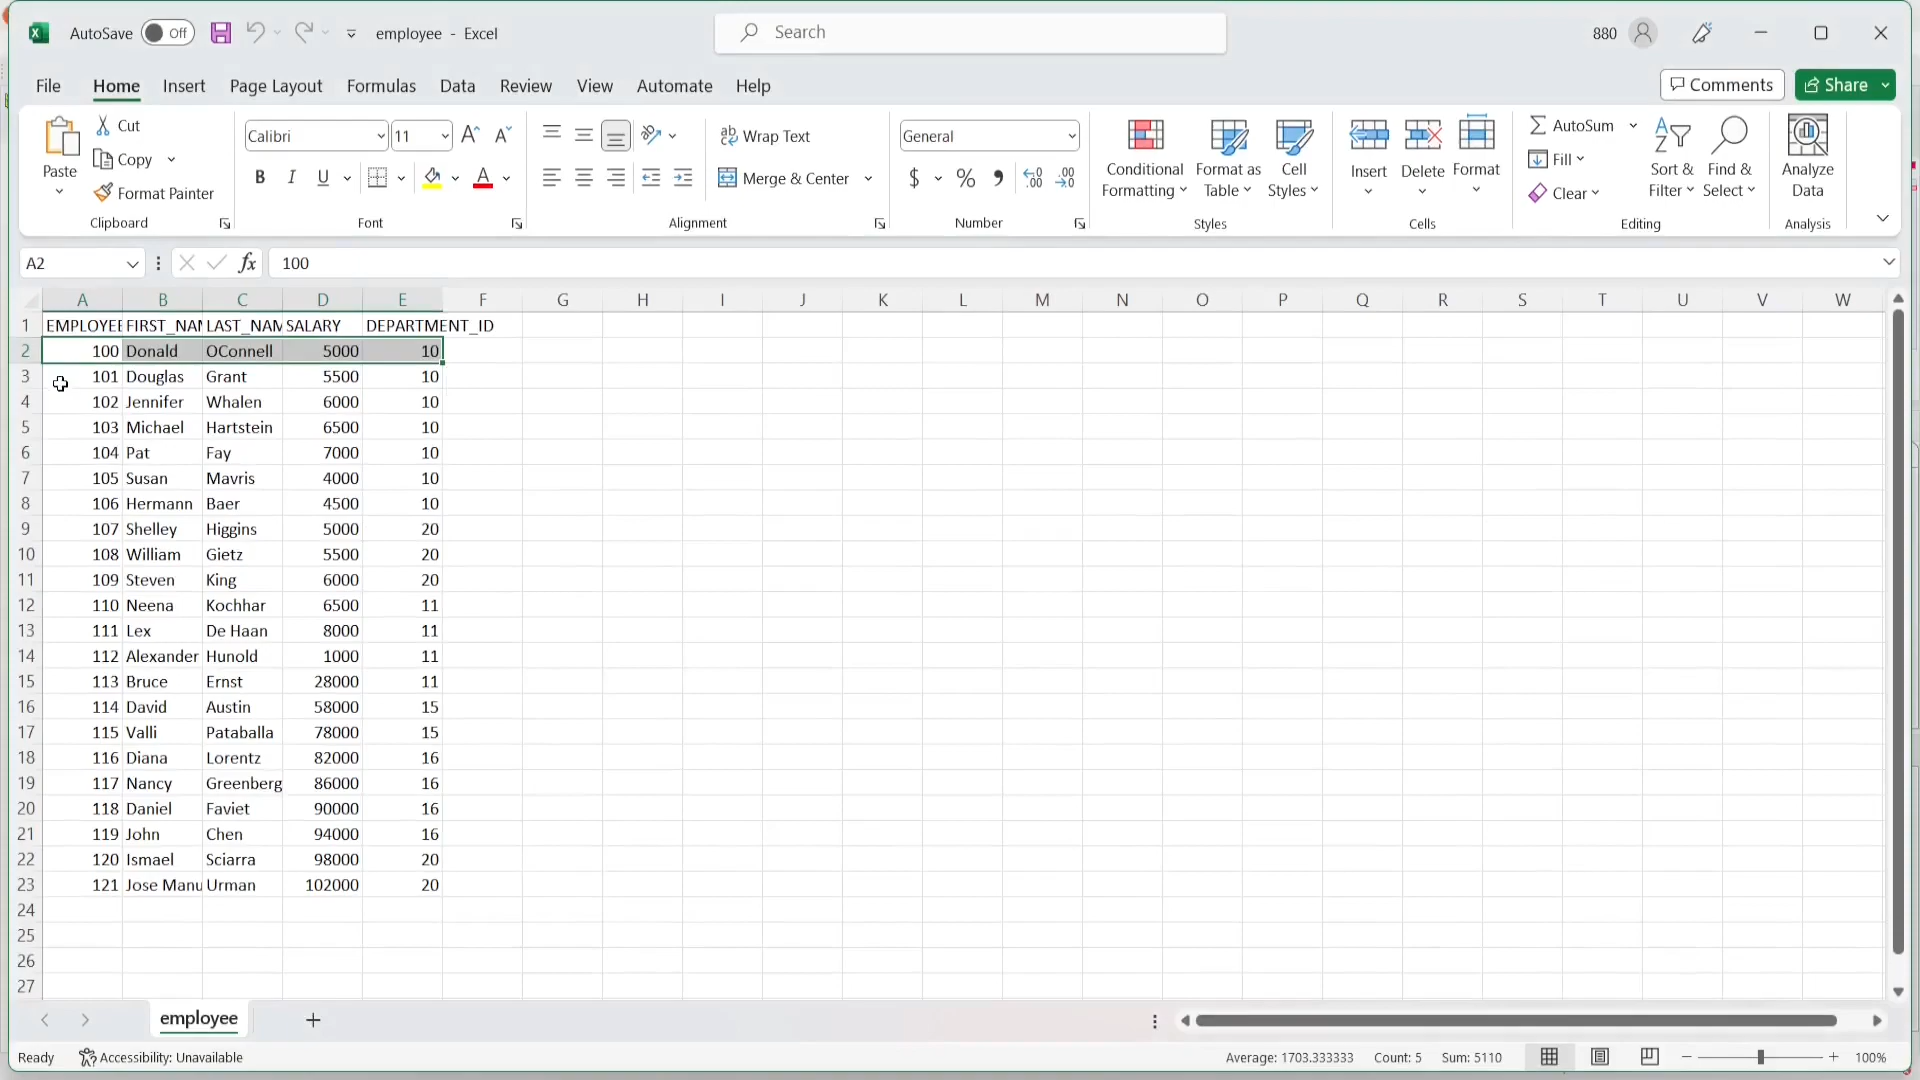 AutoSave Off employee - Excel Search 880
File Home Insert Page Layout Formulas Data Review View Automate Help Comments Share
Paste Cut Copy Format Painter Clipboard
Calibri 11 B I U A Font
Wrap Text Merge & Center Alignment
General $ % Number
Conditional Formatting Format as Table Cell Styles Styles
Insert Delete Format Cells
AutoSum Fill Clear Sort & Filter Find & Select Editing
Analyze Data Analysis
A2 fx 100
A B C D E F G H I J K L M N O P Q R S T U V W
1 EMPLOYEE FIRST_NAM LAST_NAM SALARY DEPARTMENT_ID
2 100 Donald OConnell 5000 10
3 101 Douglas Grant 5500 10
4 102 Jennifer Whalen 6000 10
5 103 Michael Hartstein 6500 10
6 104 Pat Fay 7000 10
7 105 Susan Mavris 4000 10
8 106 Hermann Baer 4500 10
9 107 Shelley Higgins 5000 20
10 108 William Gietz 5500 20
11 109 Steven King 6000 20
12 110 Neena Kochhar 6500 11
13 111 Lex De Haan 8000 11
14 112 Alexander Hunold 1000 11
15 113 Bruce Ernst 28000 11
16 114 David Austin 58000 15
17 115 Valli Pataballa 78000 15
18 116 Diana Lorentz 82000 16
19 117 Nancy Greenberg 86000 16
20 118 Daniel Faviet 90000 16
21 119 John Chen 94000 16
22 120 Ismael Sciarra 98000 20
23 121 Jose Manu Urman 102000 20
24
25
26
27
employee
Ready Accessibility: Unavailable Average: 1703.333333 Count: 5 Sum: 5110 100%